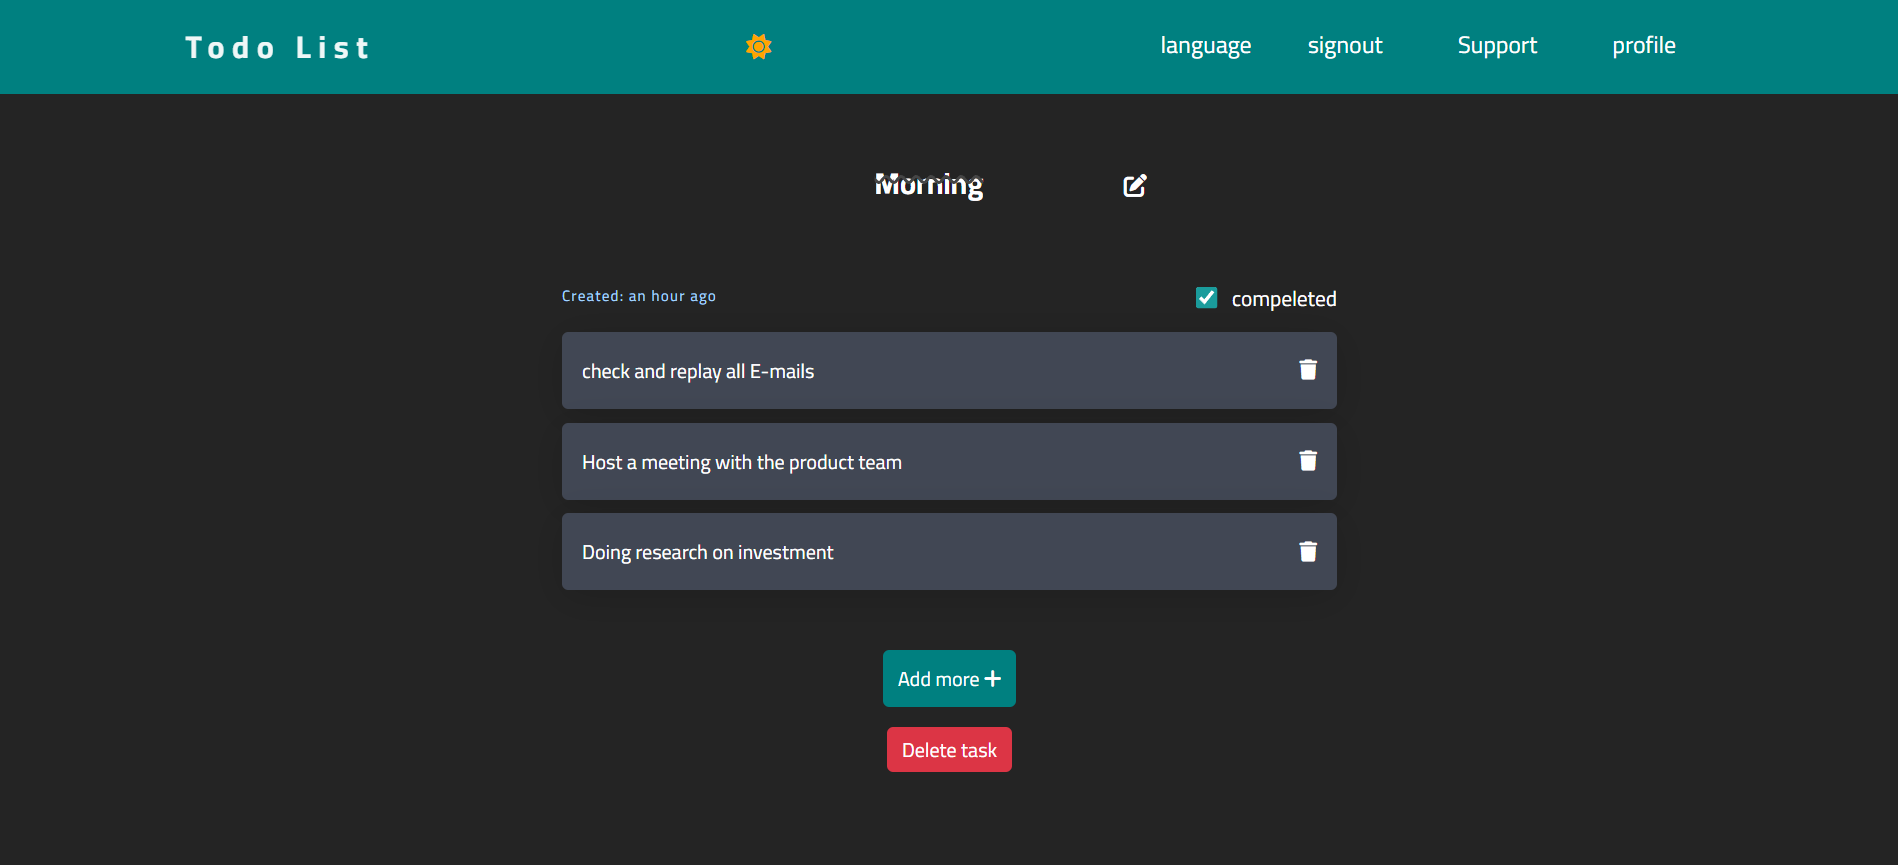 Todo List
language signout Support profile
Morning
Created: an hour ago
compeleted
check and replay all E-mails
Host a meeting with the product team
Doing research on investment
Add more
Delete task